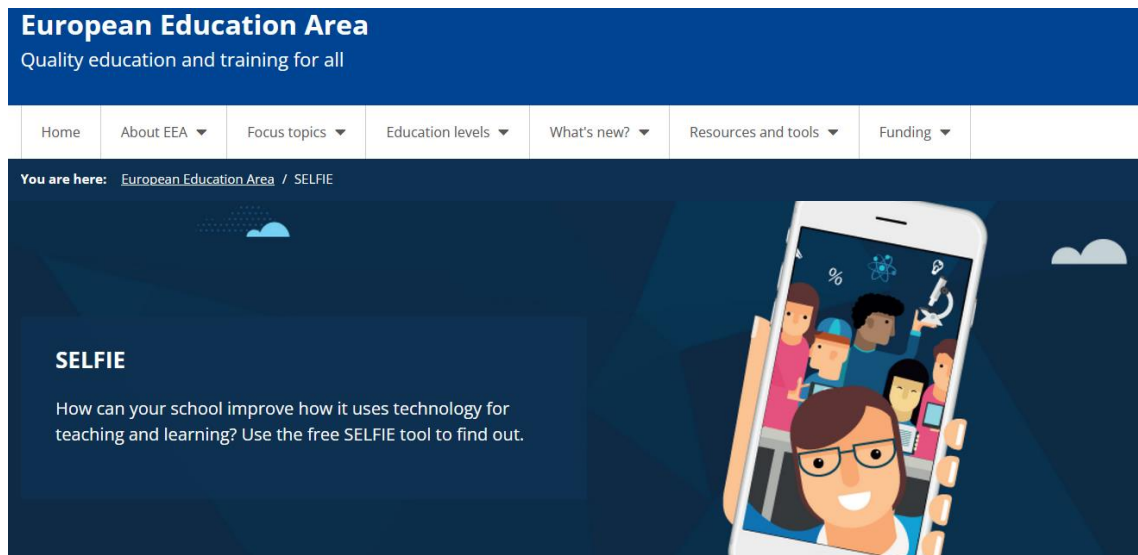 European Education Area
Quality education and training for all
Home About EEA Focus topics Education levels What's new? Resources and tools Funding
You are here: European Education Area / SELFIE
%
SELFIE
How can your school improve how it uses technology for
teaching and learning? Use the free SELFIE tool to find out.